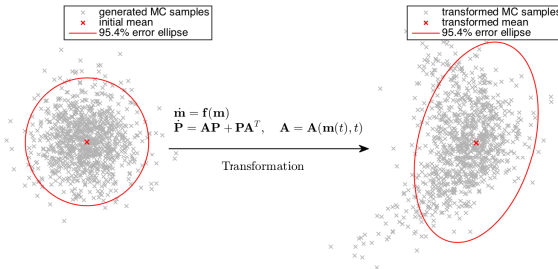 generated MC samples
initial mean
95.4% error ellipse
transformed MC samples
transformed mean
95.4% error ellipse
ṁ = f(m)
Ṗ = AP + PAᵀ, A = A(m(t), t)
Transformation